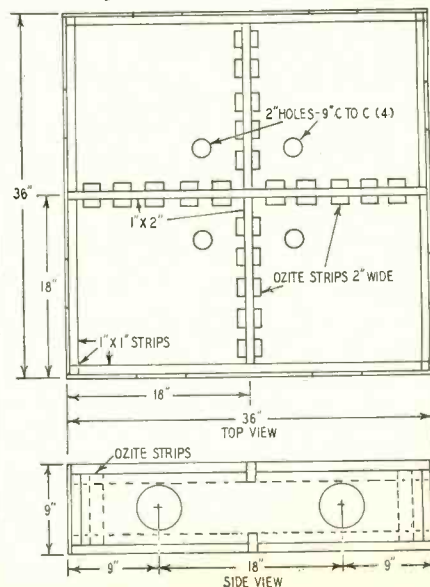 2" HOLES-9" C TO C (4)
36"
1" X 2"
OZITE STRIPS 2" WIDE
18"
1" X 1" STRIPS
18"
36"
TOP VIEW
OZITE STRIPS
9"
9"
18"
9"
SIDE VIEW